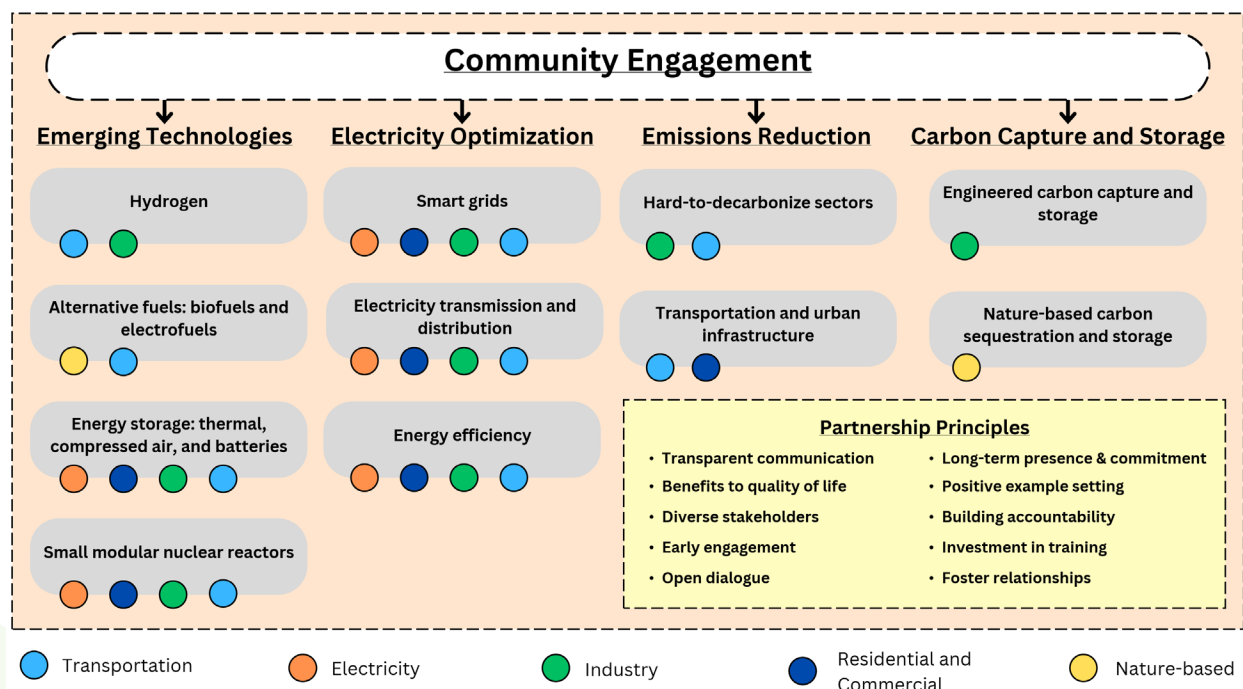 Community Engagement
Emerging Technologies
Hydrogen
Alternative fuels: biofuels and
electrofuels
Energy storage: thermal,
compressed air, and batteries
Small modular nuclear reactors
Electricity Optimization
Smart grids
Electricity transmission and
distribution
Energy efficiency
Emissions Reduction
Hard-to-decarbonize sectors
Transportation and urban
infrastructure
Carbon Capture and Storage
Engineered carbon capture and
storage
Nature-based carbon
sequestration and storage
Partnership Principles
• Transparent communication
• Benefits to quality of life
• Diverse stakeholders
• Early engagement
• Open dialogue
• Long-term presence & commitment
• Positive example setting
• Building accountability
• Investment in training
• Foster relationships
Transportation
Electricity
Industry
Residential and
Commercial
Nature-based